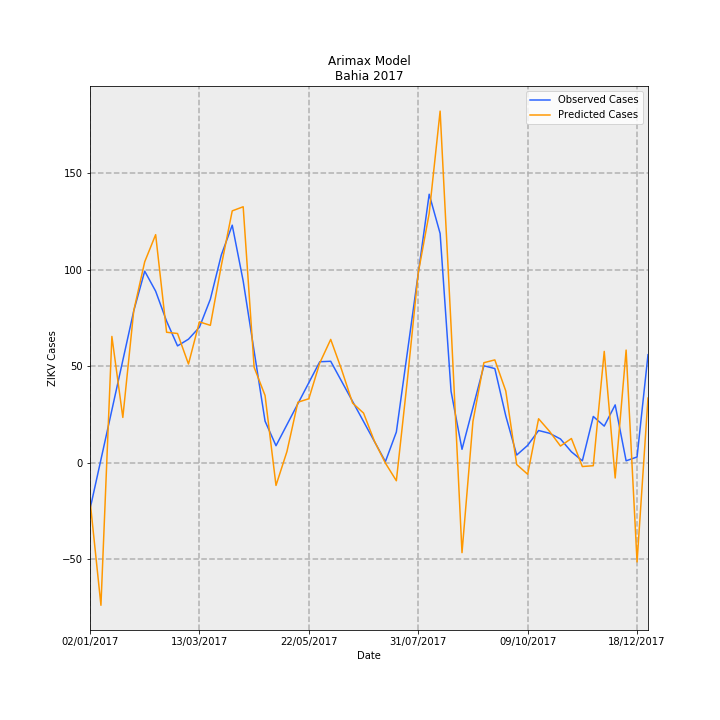 Arimax Model
Bahia 2017
Observed Cases
Predicted Cases
ZIKV Cases
150
100
50
0
−50
02/01/2017
13/03/2017
22/05/2017
31/07/2017
09/10/2017
18/12/2017
Date